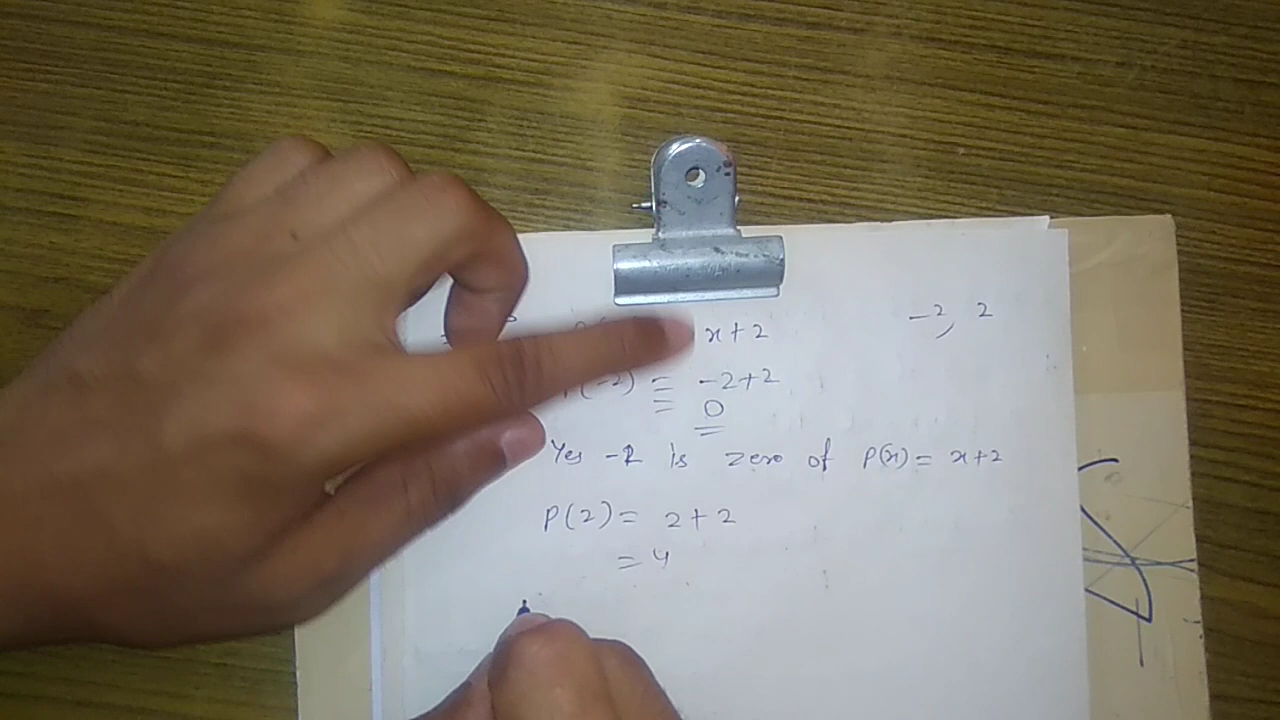 x+2 -2, 2
(-2) = -2+2
= 0
Yes -2 is zero of P(x) = x+2
P(2) = 2+2
= 4